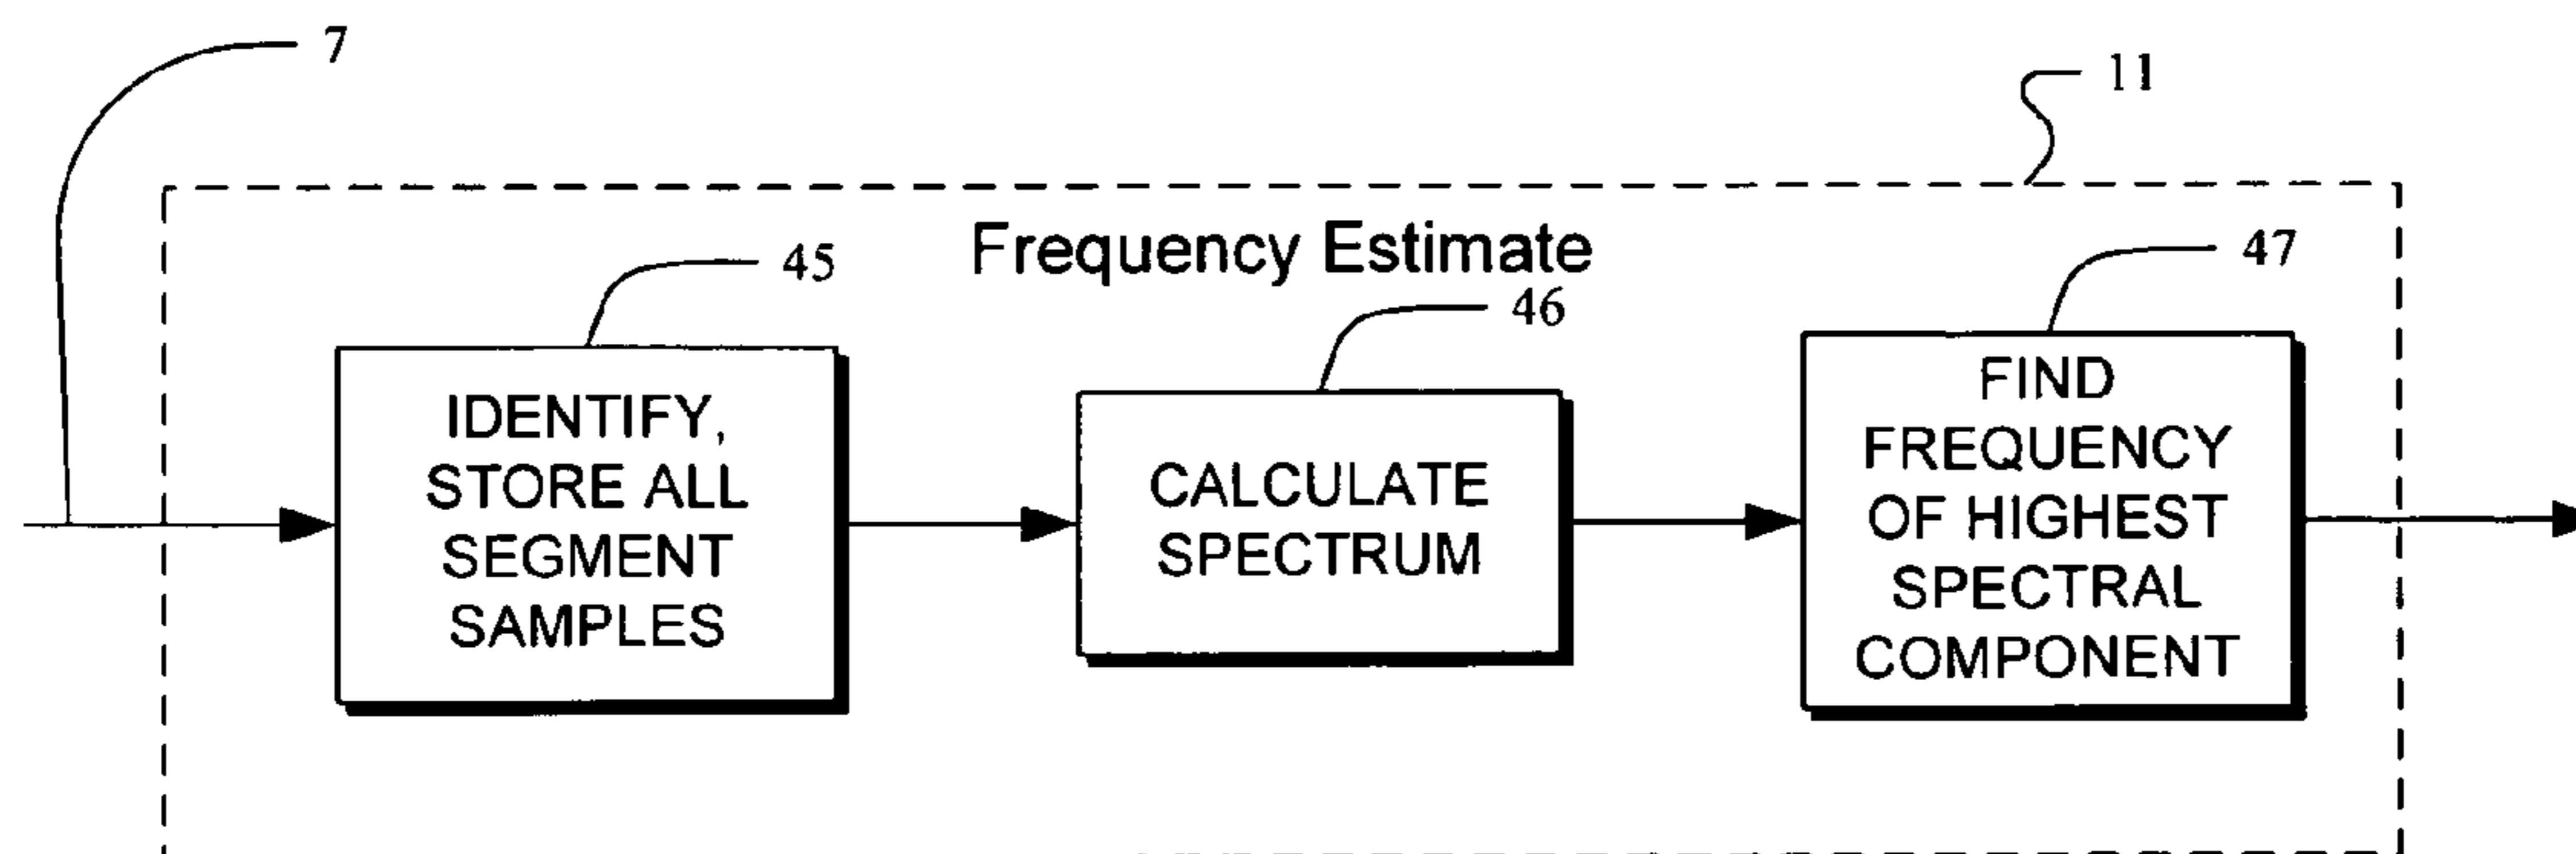 7
11
Frequency Estimate
45
46
47
IDENTIFY,
STORE ALL
SEGMENT
SAMPLES
CALCULATE
SPECTRUM
FIND
FREQUENCY
OF HIGHEST
SPECTRAL
COMPONENT